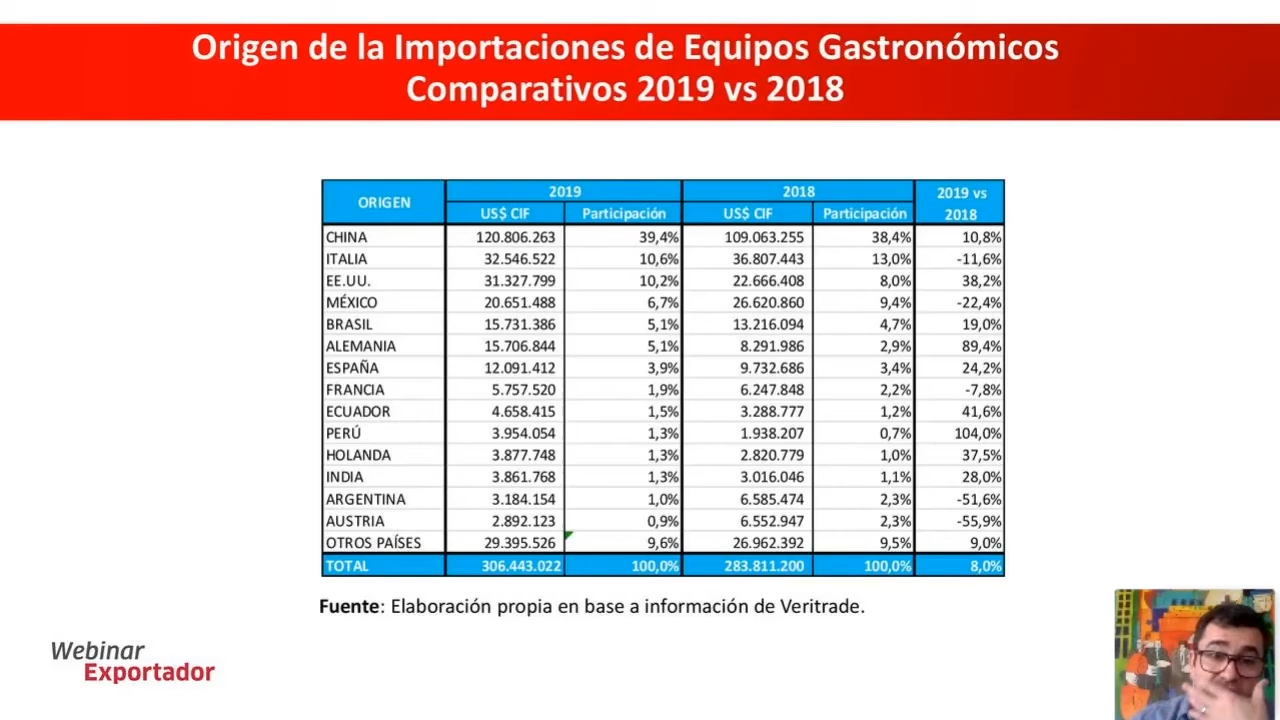 Origen de la Importaciones de Equipos Gastronómicos
Comparativos 2019 vs 2018
ORIGEN 2019 2018 2019 vs 2018
US$ CIF Participación US$ CIF Participación
CHINA 120.806.263 39,4% 109.063.255 38,4% 10,8%
ITALIA 32.546.522 10,6% 36.807.443 13,0% -11,6%
EE.UU. 31.327.799 10,2% 22.666.408 8,0% 38,2%
MÉXICO 20.651.488 6,7% 26.620.860 9,4% -22,4%
BRASIL 15.731.386 5,1% 13.216.094 4,7% 19,0%
ALEMANIA 15.706.844 5,1% 8.291.986 2,9% 89,4%
ESPAÑA 12.091.412 3,9% 9.732.686 3,4% 24,2%
FRANCIA 5.757.520 1,9% 6.247.848 2,2% -7,8%
ECUADOR 4.658.415 1,5% 3.288.777 1,2% 41,6%
PERÚ 3.954.054 1,3% 1.938.207 0,7% 104,0%
HOLANDA 3.877.748 1,3% 2.820.779 1,0% 37,5%
INDIA 3.861.768 1,3% 3.016.046 1,1% 28,0%
ARGENTINA 3.184.154 1,0% 6.585.474 2,3% -51,6%
AUSTRIA 2.892.123 0,9% 6.552.947 2,3% -55,9%
OTROS PAÍSES 29.395.526 9,6% 26.962.392 9,5% 9,0%
TOTAL 306.443.022 100,0% 283.811.200 100,0% 8,0%
Fuente: Elaboración propia en base a información de Veritrade.
Webinar
Exportador